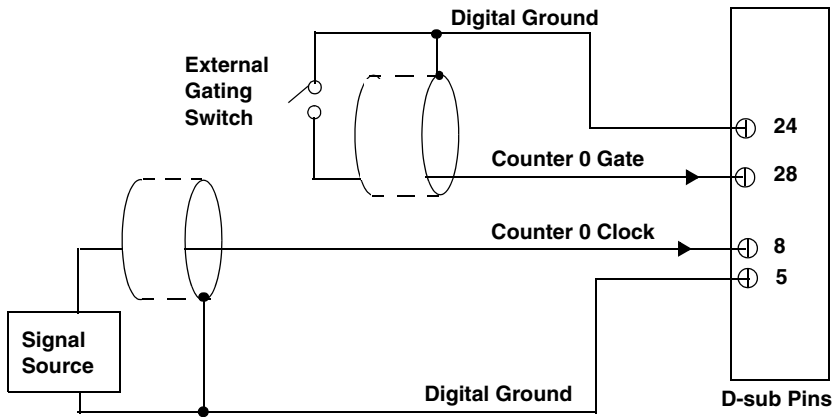 Digital Ground
External
Gating
Switch
24
Counter 0 Gate
28
Counter 0 Clock
8
5
Signal
Source
Digital Ground
D-sub Pins